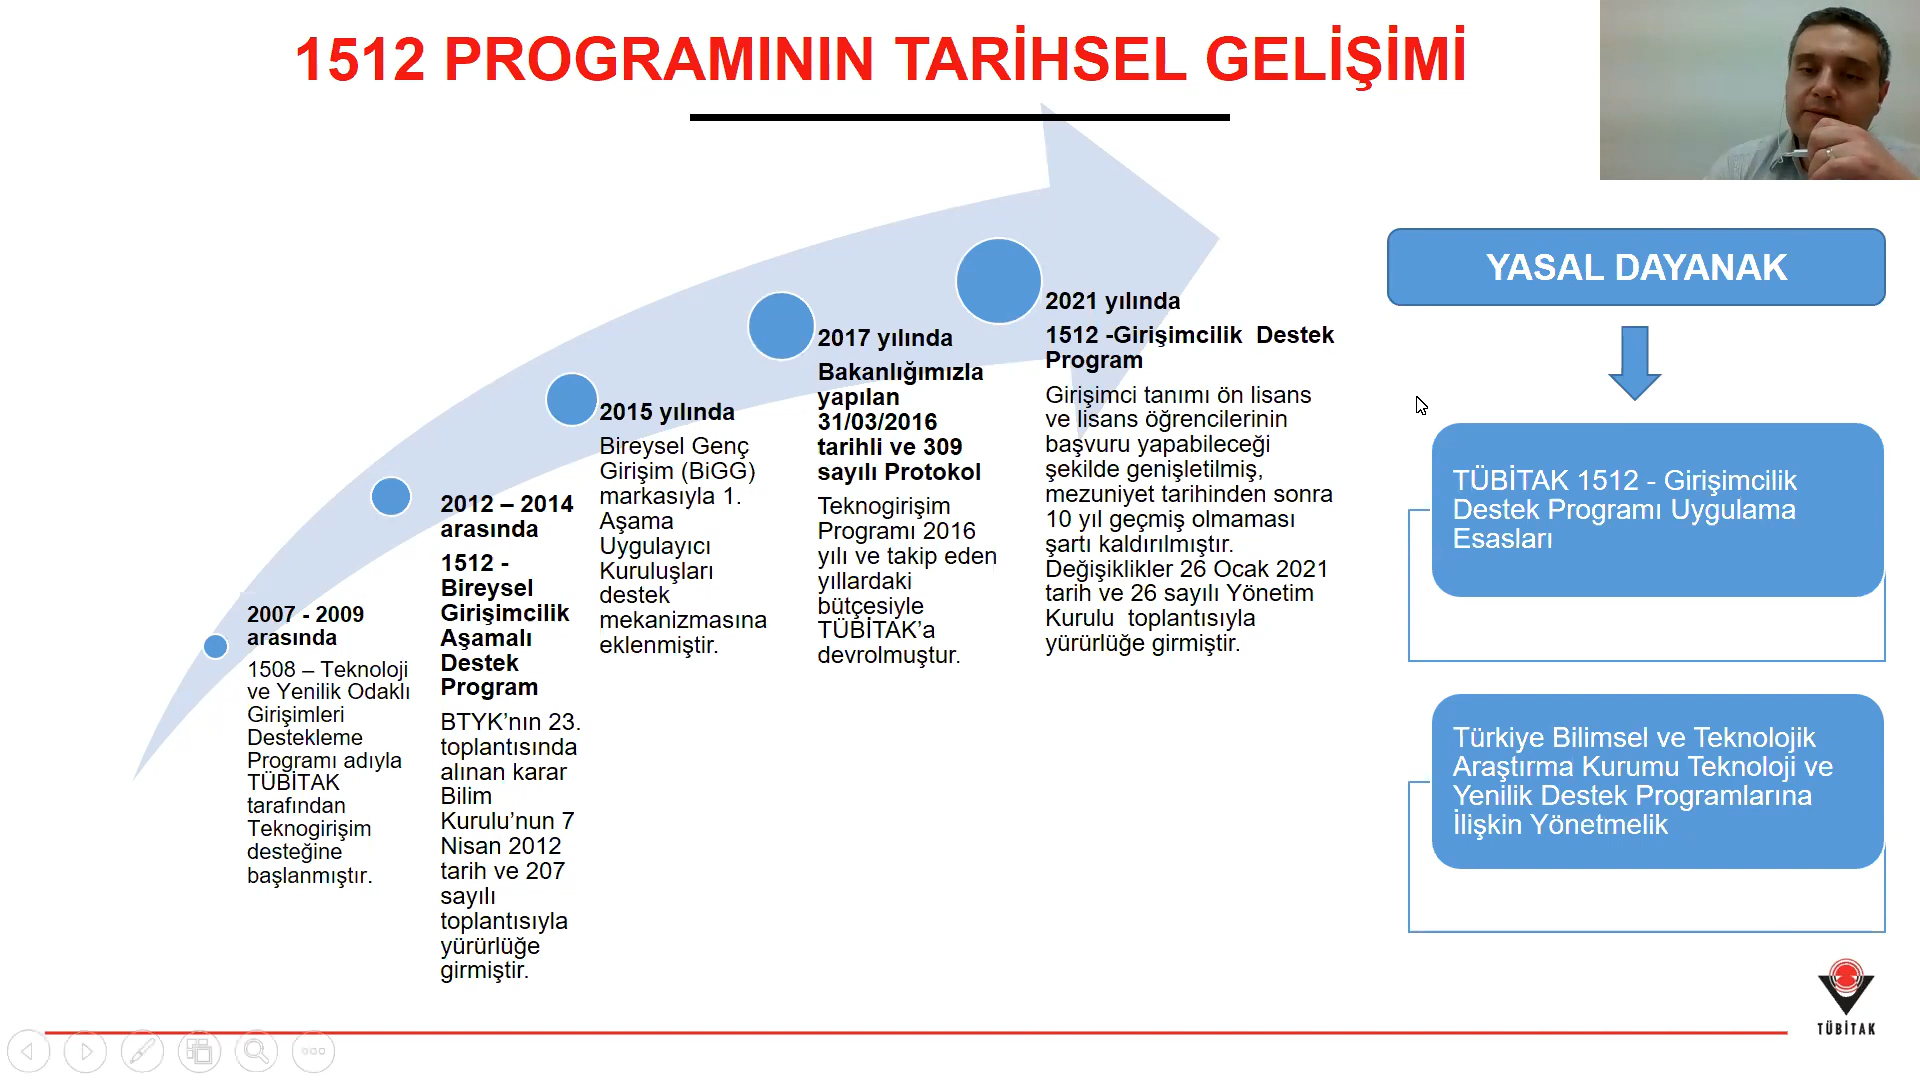 1512 PROGRAMININ TARİHSEL GELİŞİMİ
2007 - 2009
arasında
1508 – Teknoloji
ve Yenilik Odaklı
Girişimleri
Destekleme
Programı adıyla
TÜBİTAK
tarafından
Teknogirişim
desteğine
başlanmıştır.
2012 – 2014
arasında
1512 -
Bireysel
Girişimcilik
Aşamalı
Destek
Program
BTYK’nın 23.
toplantısında
alınan karar
Bilim
Kurulu’nun 7
Nisan 2012
tarih ve 207
sayılı
toplantısıyla
yürürlüğe
girmiştir.
2015 yılında
Bireysel Genç
Girişim (BiGG)
markasıyla 1.
Aşama
Uygulayıcı
Kuruluşları
destek
mekanizmasına
eklenmiştir.
2017 yılında
Bakanlığımızla
yapılan
31/03/2016
tarihli ve 309
sayılı Protokol
Teknogirişim
Programı 2016
yılı ve takip eden
yıllardaki
bütçesiyle
TÜBİTAK’a
devrolmuştur.
2021 yılında
1512 -Girişimcilik Destek
Program
Girişimci tanımı ön lisans
ve lisans öğrencilerinin
başvuru yapabileceği
şekilde genişletilmiş,
mezuniyet tarihinden sonra
10 yıl geçmiş olmaması
şartı kaldırılmıştır.
Değişiklikler 26 Ocak 2021
tarih ve 26 sayılı Yönetim
Kurulu toplantısıyla
yürürlüğe girmiştir.
YASAL DAYANAK
TÜBİTAK 1512 - Girişimcilik
Destek Programı Uygulama
Esasları
Türkiye Bilimsel ve Teknolojik
Araştırma Kurumu Teknoloji ve
Yenilik Destek Programlarına
İlişkin Yönetmelik
TÜBİTAK